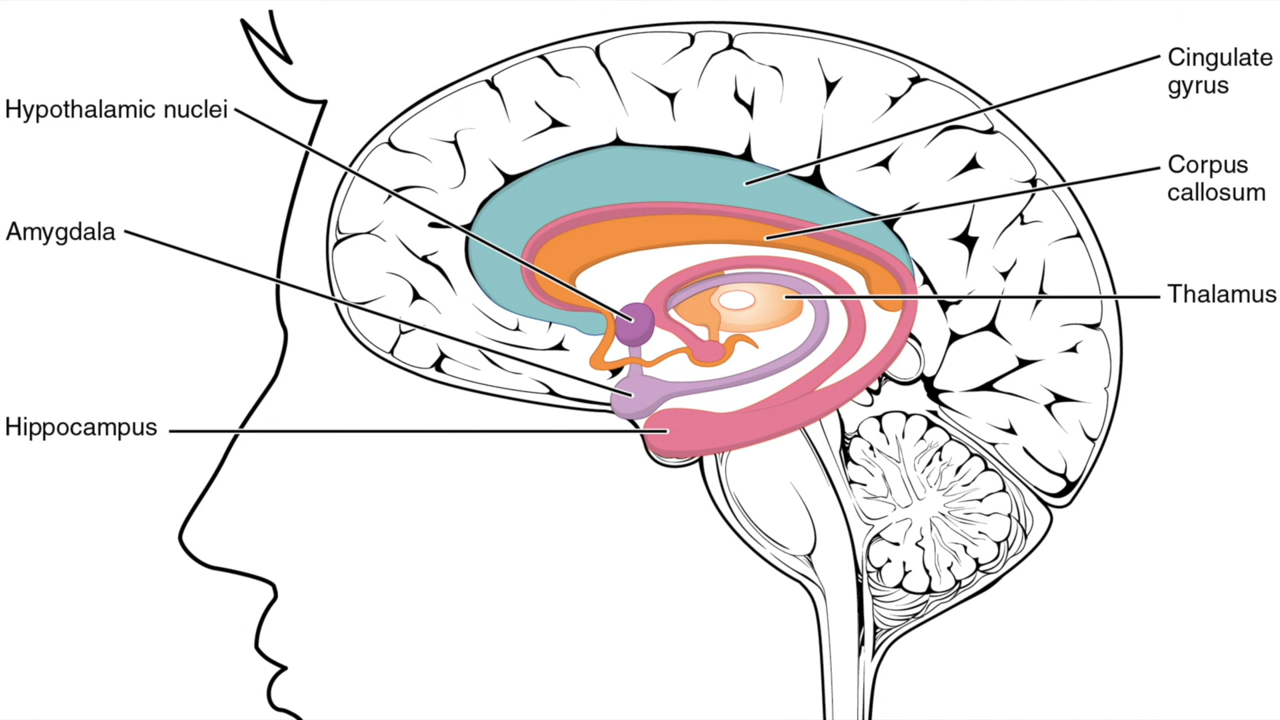 Cingulate
gyrus
Hypothalamic nuclei
Corpus
callosum
Amygdala
Thalamus
Hippocampus